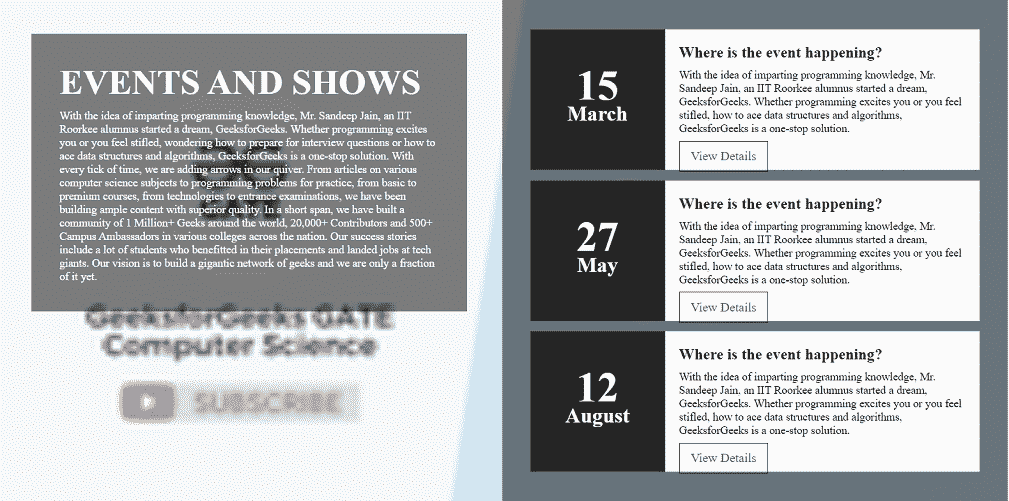 EVENTS AND SHOWS
With the idea of imparting programming knowledge, Mr. Sandeep Jain, an IIT
Roorkee alumnus started a dream, GeeksforGeeks. Whether programming excites
you or you feel stifled, wondering how to prepare for interview questions or how to
ace data structures and algorithms, GeeksforGeeks is a one-stop solution. With
every tick of time, we are adding arrows in our quiver. From articles on various
computer science subjects to programming problems for practice, from basic to
premium courses, from technologies to entrance examinations, we have been
building ample content with superior quality. In a short span, we have built a
community of 1 Million+ Geeks around the world, 20,000+ Contributors and 500+
Campus Ambassadors in various colleges across the nation. Our success stories
include a lot of students who benefitted in their placements and landed jobs at tech
giants. Our vision is to build a gigantic network of geeks and we are only a fraction
of it yet.
GeeksforGeeks GATE
Computer Science
SUBSCRIBE
15
March
Where is the event happening?
With the idea of imparting programming knowledge, Mr.
Sandeep Jain, an IIT Roorkee alumnus started a dream,
GeeksforGeeks. Whether programming excites you or you feel
stifled, how to ace data structures and algorithms,
GeeksforGeeks is a one-stop solution.
View Details
27
May
Where is the event happening?
With the idea of imparting programming knowledge, Mr.
Sandeep Jain, an IIT Roorkee alumnus started a dream,
GeeksforGeeks. Whether programming excites you or you feel
stifled, how to ace data structures and algorithms,
GeeksforGeeks is a one-stop solution.
View Details
12
August
Where is the event happening?
With the idea of imparting programming knowledge, Mr.
Sandeep Jain, an IIT Roorkee alumnus started a dream,
GeeksforGeeks. Whether programming excites you or you feel
stifled, how to ace data structures and algorithms,
GeeksforGeeks is a one-stop solution.
View Details